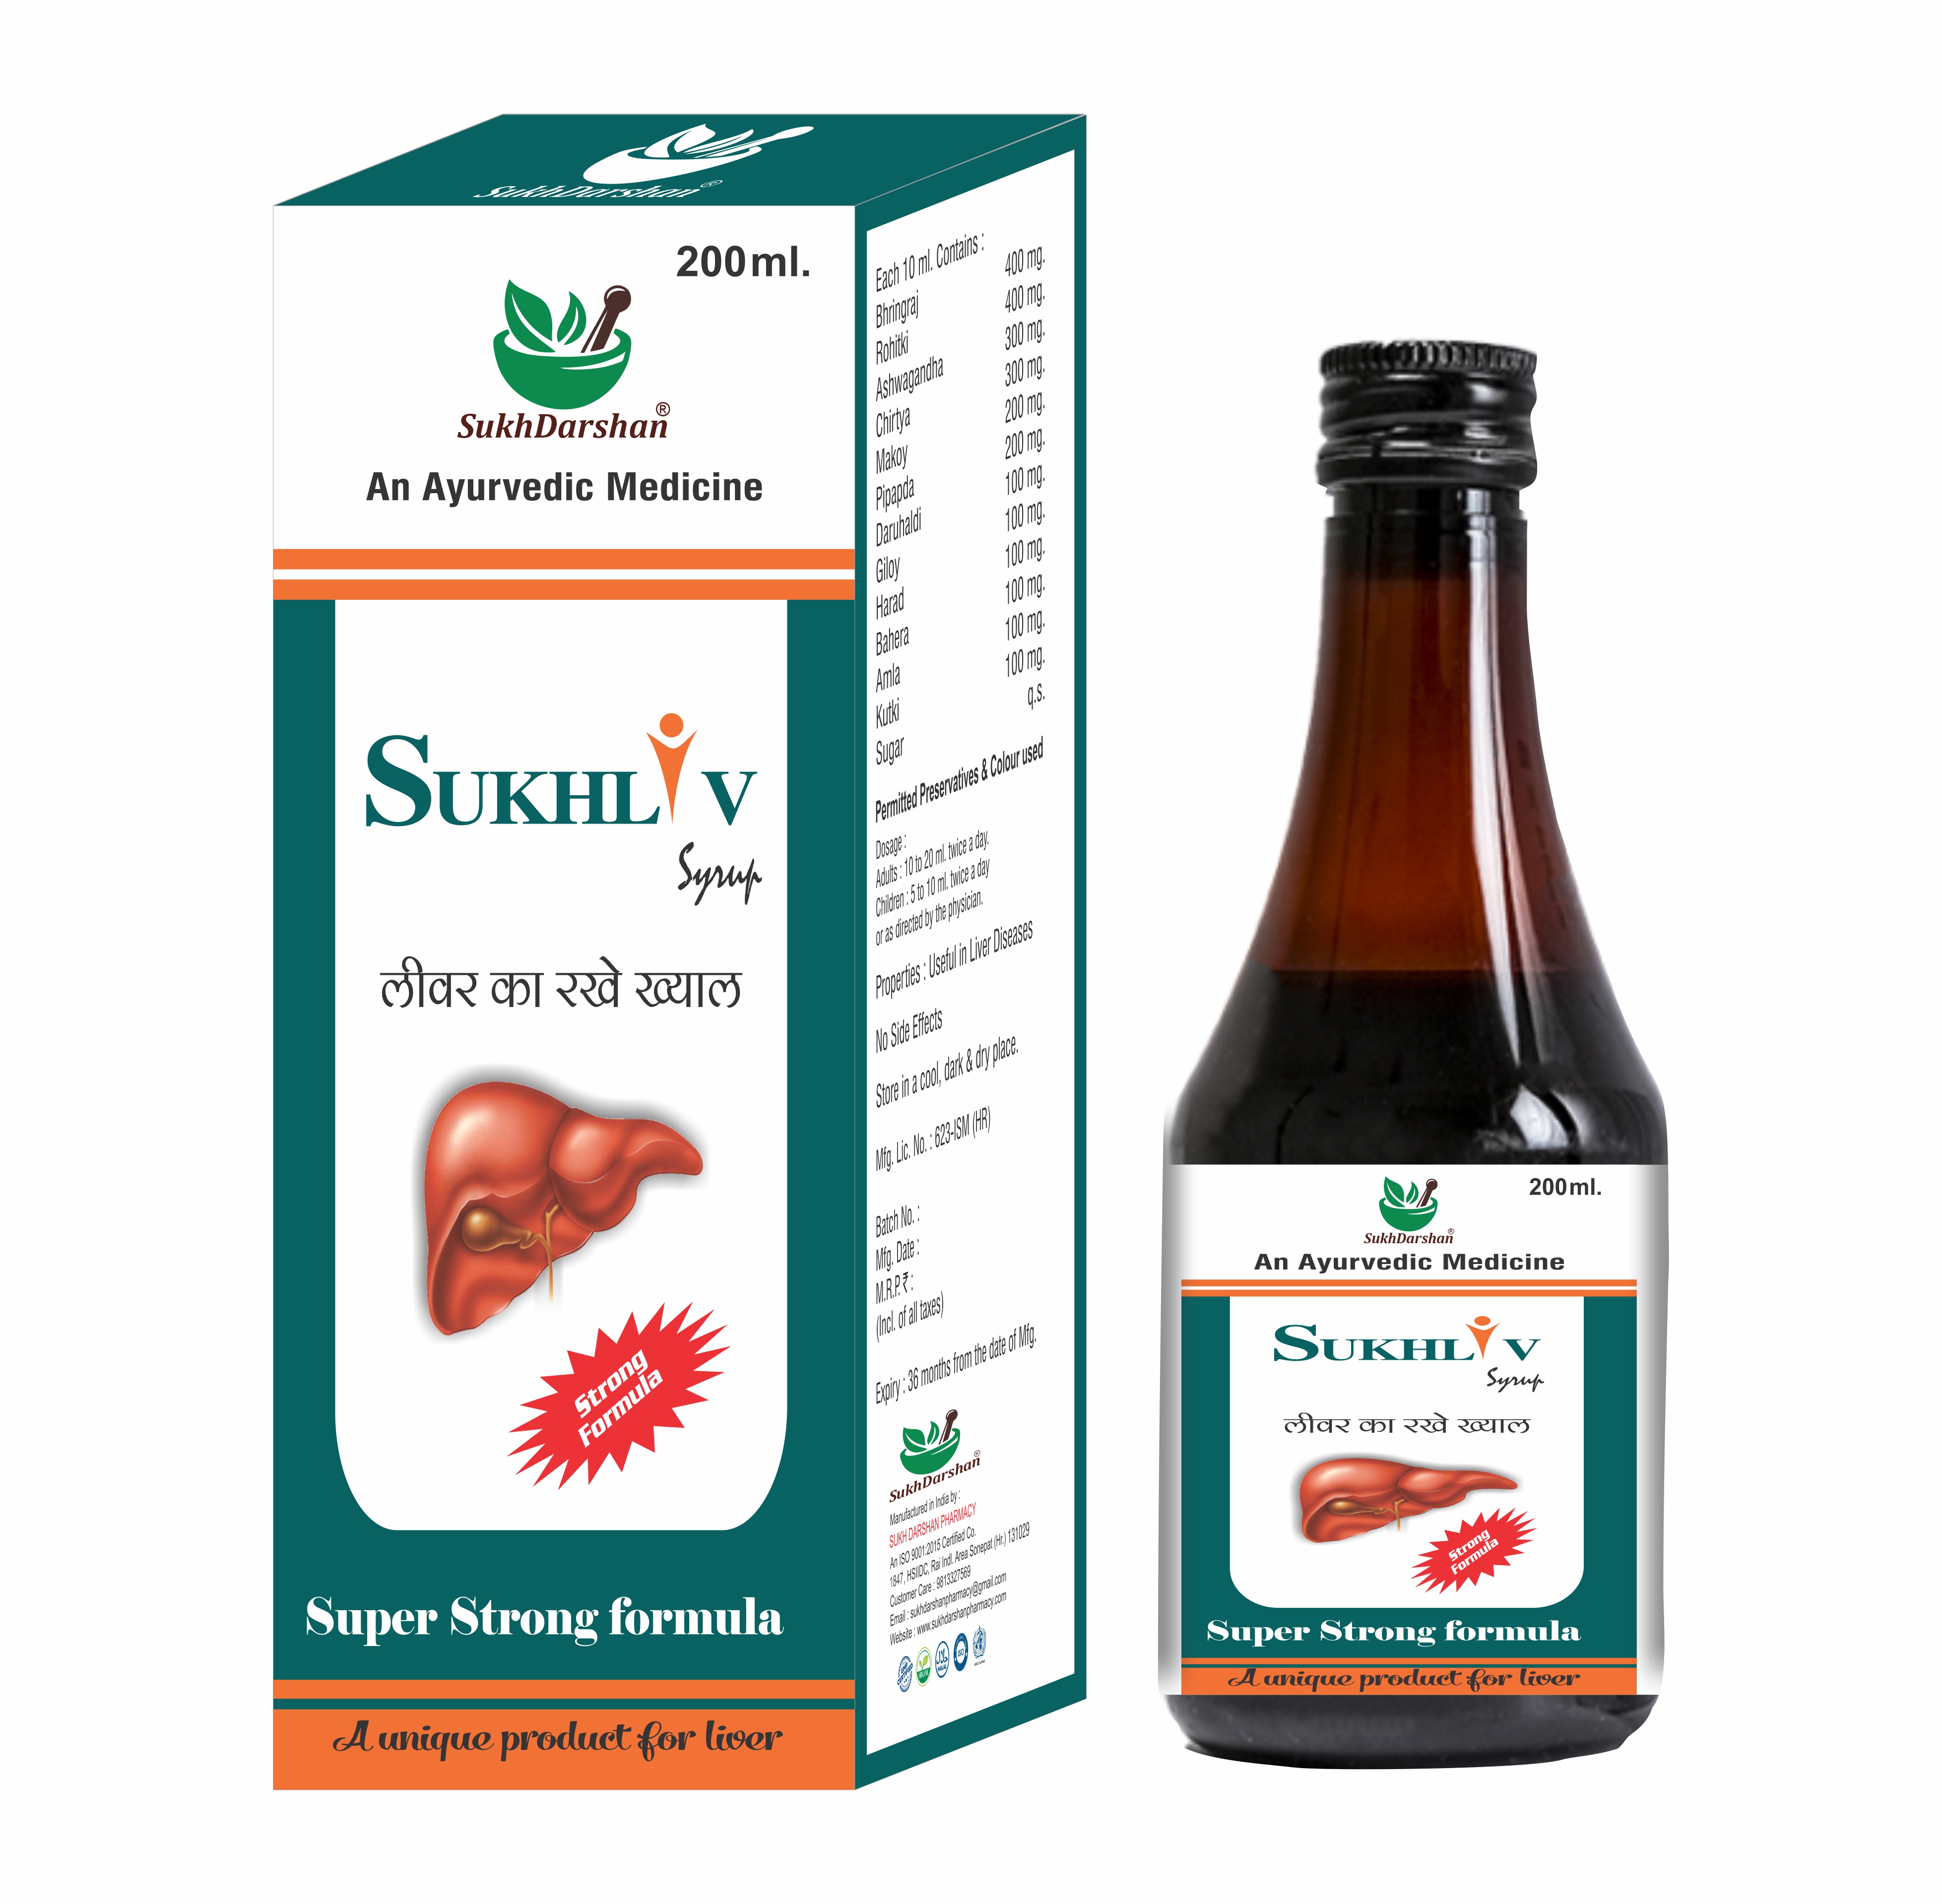 SukhDarshan®
200ml.
SukhDarshan®
An Ayurvedic Medicine
SUKHLiV
Syrup
लीवर का रखे ख्याल
Strong
Formula
Super Strong formula
A unique product for liver
Each 10 ml. Contains :
Bhringraj 400 mg.
Rohitki 400 mg.
Ashwagandha 300 mg.
Chirtya 300 mg.
Makoy 200 mg.
Pipapda 200 mg.
Daruhaldi 100 mg.
Giloy 100 mg.
Harad 100 mg.
Bahera 100 mg.
Amla 100 mg.
Kutki 100 mg.
Sugar q.s.
Permitted Preservatives & Colour used
Dosage :
Adults : 10 to 20 ml. twice a day.
Children : 5 to 10 ml. twice a day
or as directed by the physician.
Properties : Useful in Liver Diseases
No Side Effects
Store in a cool, dark & dry place.
Mfg. Lic. No. : 623-ISM (HR)
Batch No. :
Mfg. Date :
M.R.P. ₹ :
(Incl. of all taxes)
Expiry : 36 months from the date of Mfg.
SukhDarshan®
Manufactured in India by :
SUKH DARSHAN PHARMACY
An ISO 9001:2015 Certified Co.
1847, HSIIDC, Rai Indl. Area Sonepat (Hr.) 131029
Customer Care : 9813327569
Email : sukhdarshanpharmacy@gmail.com
Website : www.sukhdarshanpharmacy.com
200ml.
SukhDarshan®
An Ayurvedic Medicine
SUKHLiV
Syrup
लीवर का रखे ख्याल
Strong
Formula
Super Strong formula
A unique product for liver